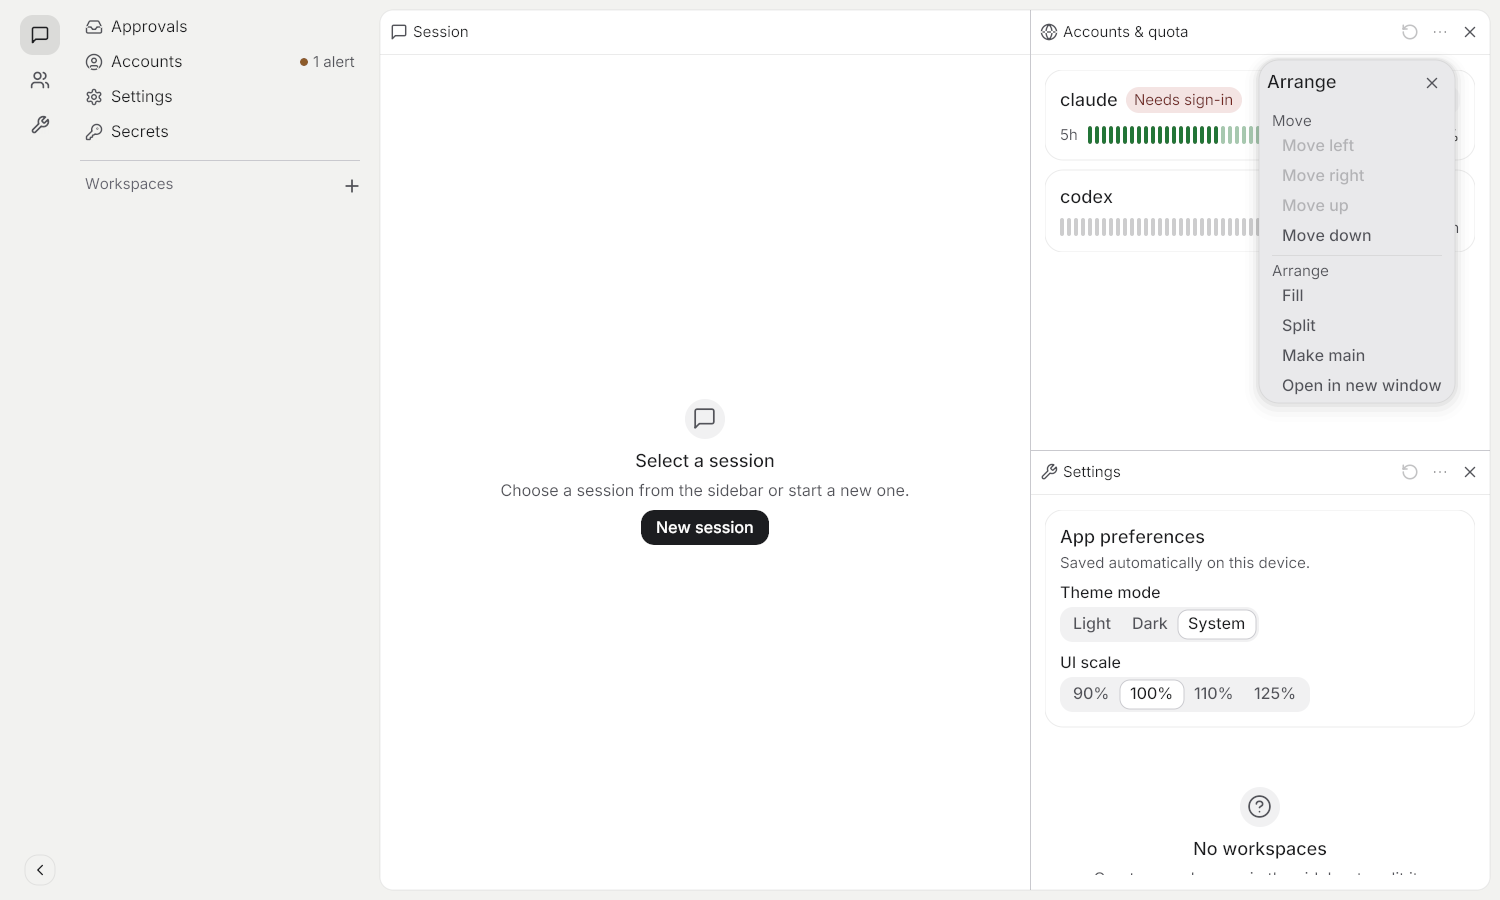 Approvals
Accounts
1 alert
Settings
Secrets
Workspaces
Session
Select a session
Choose a session from the sidebar or start a new one.
New session
Accounts & quota
claude
Needs sign-in
5h
codex
Arrange
Move
Move left
Move right
Move up
Move down
Arrange
Fill
Split
Make main
Open in new window
Settings
App preferences
Saved automatically on this device.
Theme mode
Light Dark System
UI scale
90% 100% 110% 125%
No workspaces